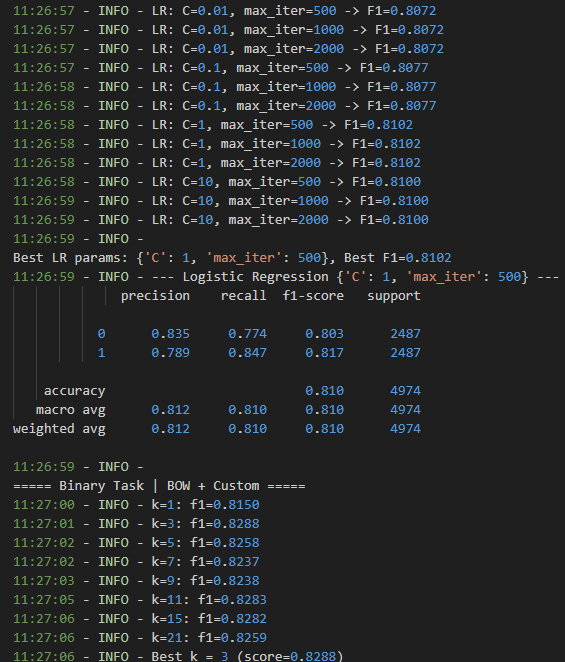 11:26:57 - INFO - LR: C=0.01, max_iter=500 -> F1=0.8072
11:26:57 - INFO - LR: C=0.01, max_iter=1000 -> F1=0.8072
11:26:57 - INFO - LR: C=0.01, max_iter=2000 -> F1=0.8072
11:26:57 - INFO - LR: C=0.1, max_iter=500 -> F1=0.8077
11:26:58 - INFO - LR: C=0.1, max_iter=1000 -> F1=0.8077
11:26:58 - INFO - LR: C=0.1, max_iter=2000 -> F1=0.8077
11:26:58 - INFO - LR: C=1, max_iter=500 -> F1=0.8102
11:26:58 - INFO - LR: C=1, max_iter=1000 -> F1=0.8102
11:26:58 - INFO - LR: C=1, max_iter=2000 -> F1=0.8102
11:26:58 - INFO - LR: C=10, max_iter=500 -> F1=0.8100
11:26:59 - INFO - LR: C=10, max_iter=1000 -> F1=0.8100
11:26:59 - INFO - LR: C=10, max_iter=2000 -> F1=0.8100
11:26:59 - INFO -
Best LR params: {'C': 1, 'max_iter': 500}, Best F1=0.8102
11:26:59 - INFO - --- Logistic Regression {'C': 1, 'max_iter': 500} ---
precision recall f1-score support
0 0.835 0.774 0.803 2487
1 0.789 0.847 0.817 2487
accuracy 0.810 4974
macro avg 0.812 0.810 0.810 4974
weighted avg 0.812 0.810 0.810 4974
11:26:59 - INFO -
===== Binary Task | BOW + Custom =====
11:27:00 - INFO - k=1: f1=0.8150
11:27:01 - INFO - k=3: f1=0.8288
11:27:02 - INFO - k=5: f1=0.8258
11:27:02 - INFO - k=7: f1=0.8237
11:27:03 - INFO - k=9: f1=0.8238
11:27:05 - INFO - k=11: f1=0.8283
11:27:06 - INFO - k=15: f1=0.8282
11:27:06 - INFO - k=21: f1=0.8259
11:27:06 - INFO - Best k = 3 (score=0.8288)